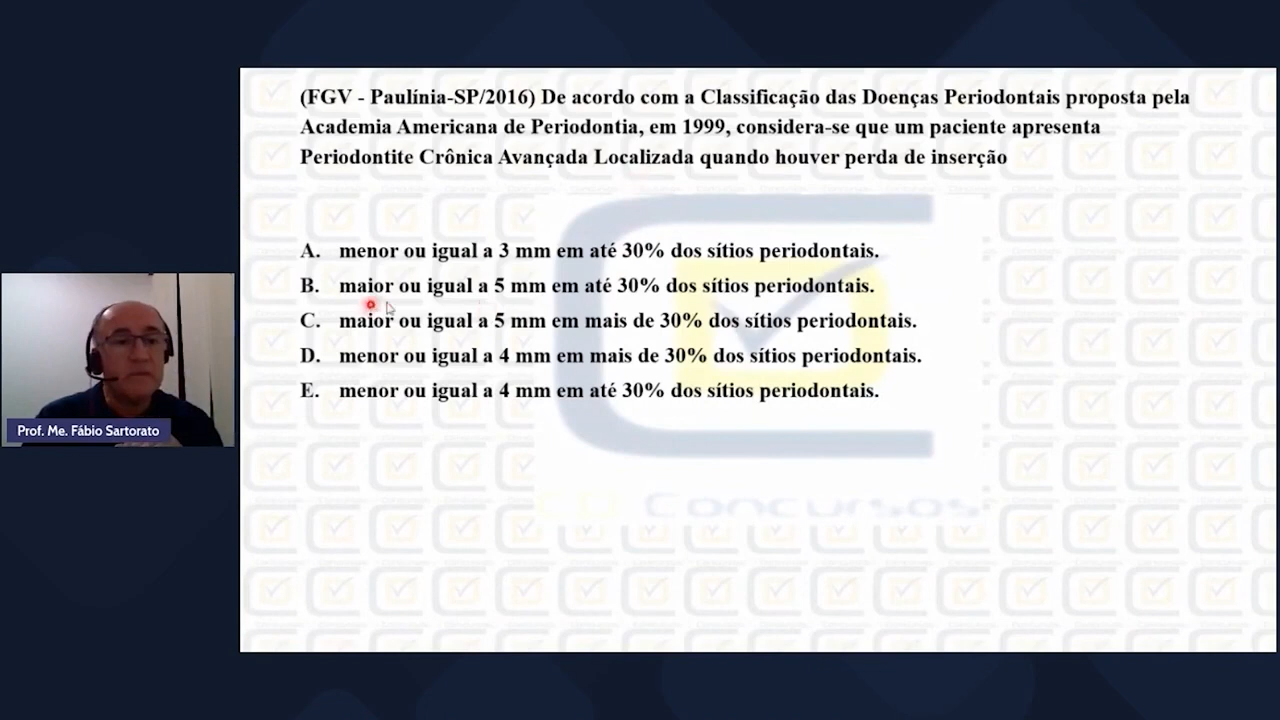 (FGV - Paulínia-SP/2016) De acordo com a Classificação das Doenças Periodontais proposta pela
Academia Americana de Periodontia, em 1999, considera-se que um paciente apresenta
Periodontite Crônica Avançada Localizada quando houver perda de inserção
A. menor ou igual a 3 mm em até 30% dos sítios periodontais.
B. maior ou igual a 5 mm em até 30% dos sítios periodontais.
C. maior ou igual a 5 mm em mais de 30% dos sítios periodontais.
D. menor ou igual a 4 mm em mais de 30% dos sítios periodontais.
E. menor ou igual a 4 mm em até 30% dos sítios periodontais.
Prof. Me. Fábio Sartorato
Concursos